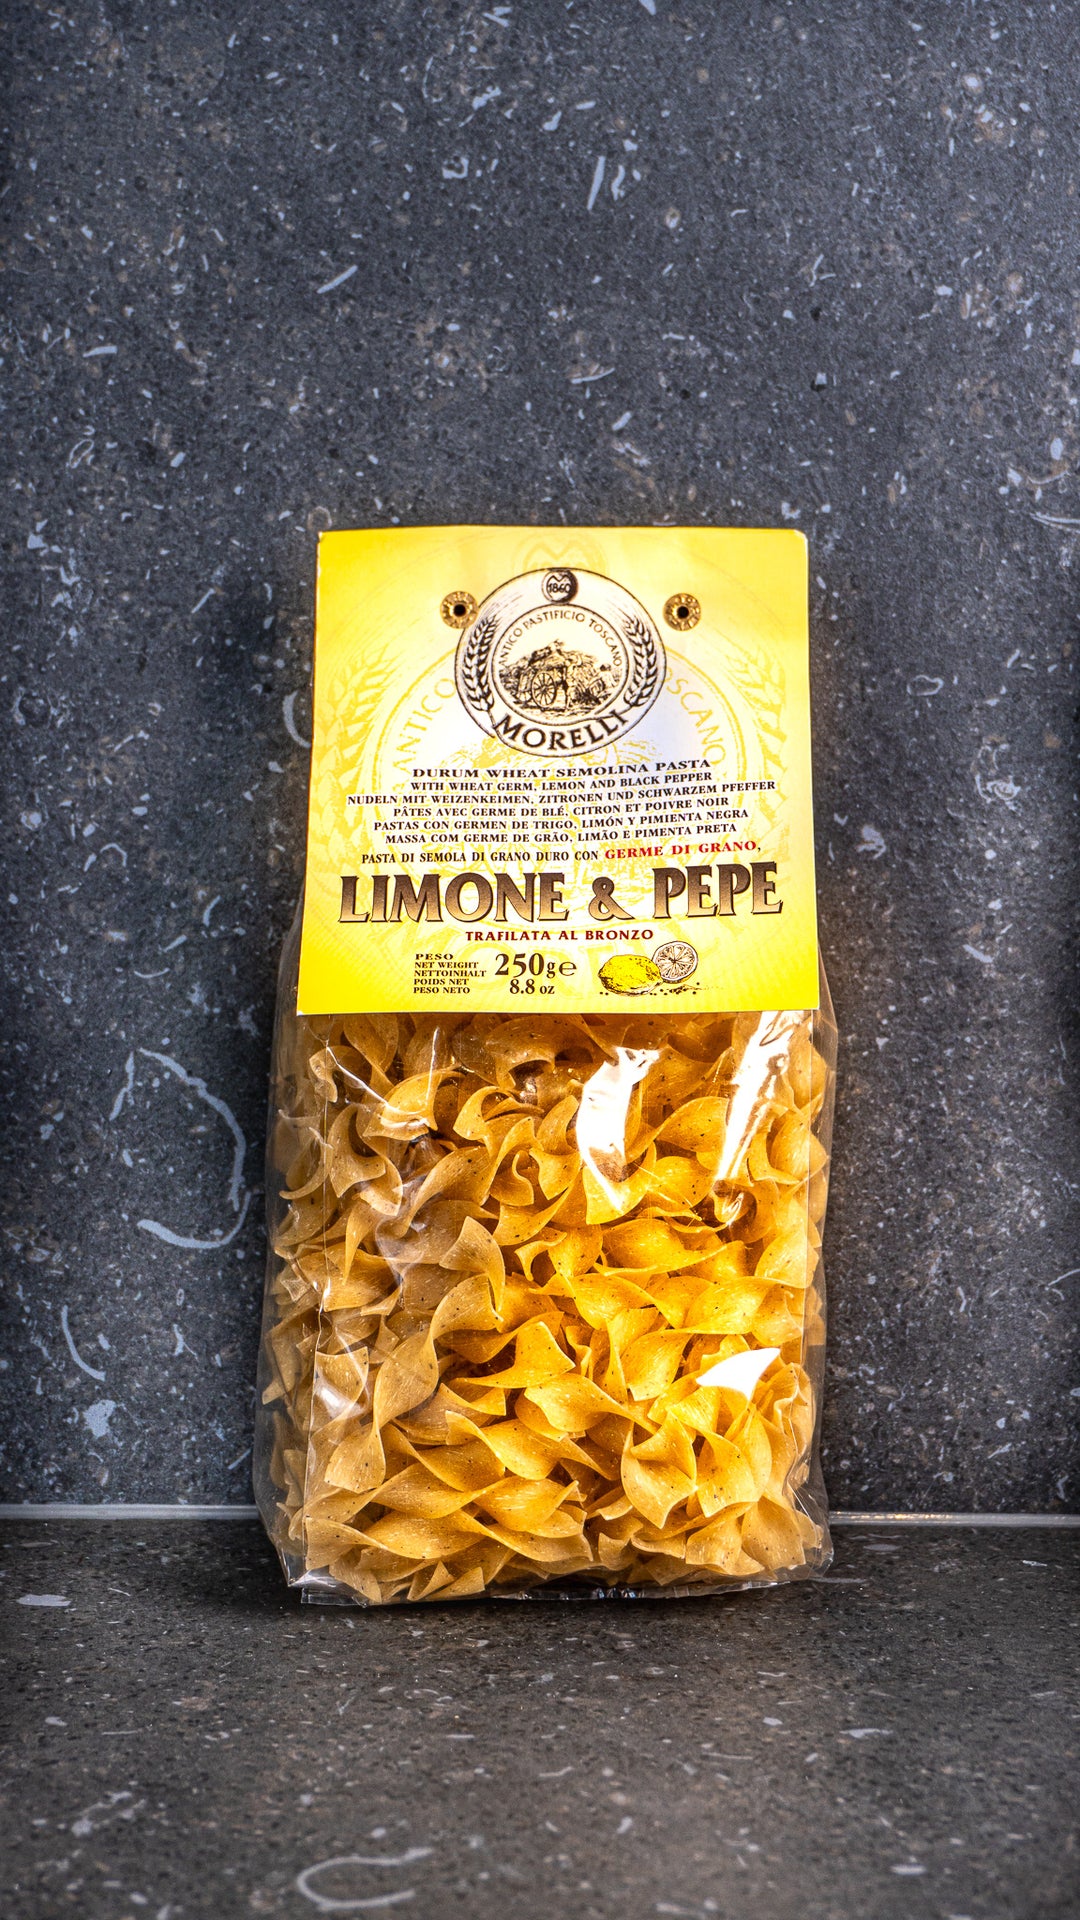 1860
ANTICO PASTIFICIO TOSCANO
MORELLI
ANTICO
TOSCANO
DURUM WHEAT SEMOLINA PASTA
WITH WHEAT GERM, LEMON AND BLACK PEPPER
NUDELN MIT WEIZENKEIMEN, ZITRONEN UND SCHWARZEM PFEFFER
PÂTES AVEC GERME DE BLÉ, CITRON ET POIVRE NOIR
PASTAS CON GERMEN DE TRIGO, LIMÓN Y PIMIENTA NEGRA
MASSA COM GERME DE GRÃO, LIMÃO E PIMENTA PRETA
PASTA DI SEMOLA DI GRANO DURO CON GERME DI GRANO,
LIMONE & PEPE
TRAFILATA AL BRONZO
PESO
NET WEIGHT
NETTOINHALT
POIDS NET
PESO NETO
250g℮
8.8 oz